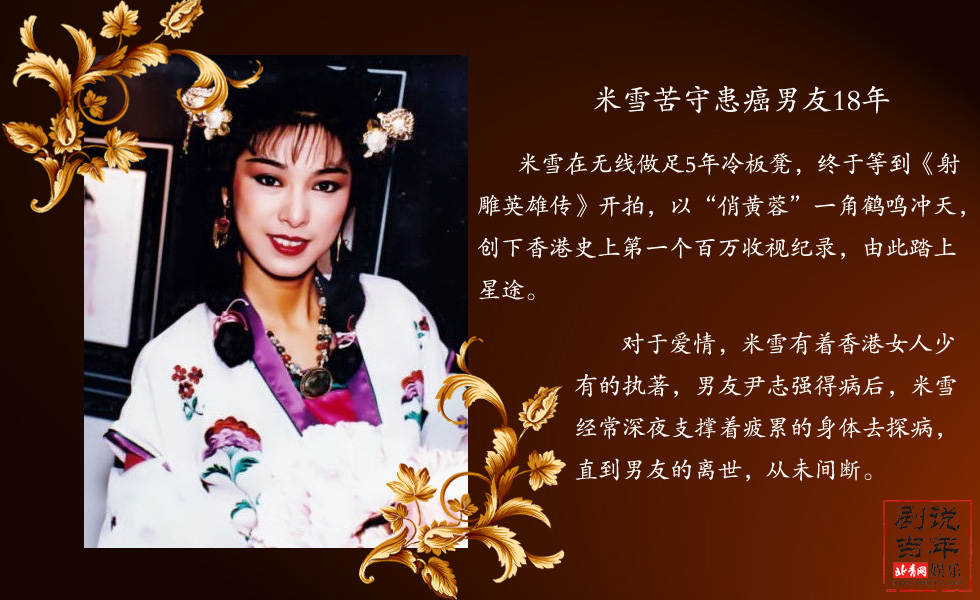 米雪苦守患癌男友18年
米雪在无线做足5年冷板凳，终于等到《射
雕英雄传》开拍，以“俏黄蓉”一角鹤鸣冲天，
创下香港史上第一个百万收视纪录，由此踏上
星途。
对于爱情，米雪有着香港女人少
有的执著，男友尹志强得病后，米雪
经常深夜支撑着疲累的身体去探病，
直到男友的离世，从未间断。
剧说
当年
北青网娱乐